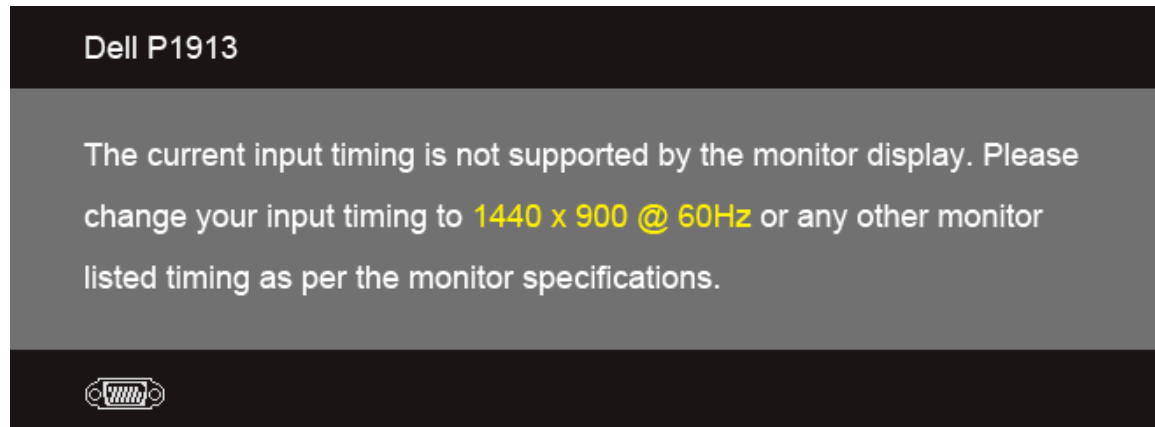 Dell P1913
The current input timing is not supported by the monitor display. Please
change your input timing to 1440 x 900 @ 60Hz or any other monitor
listed timing as per the monitor specifications.